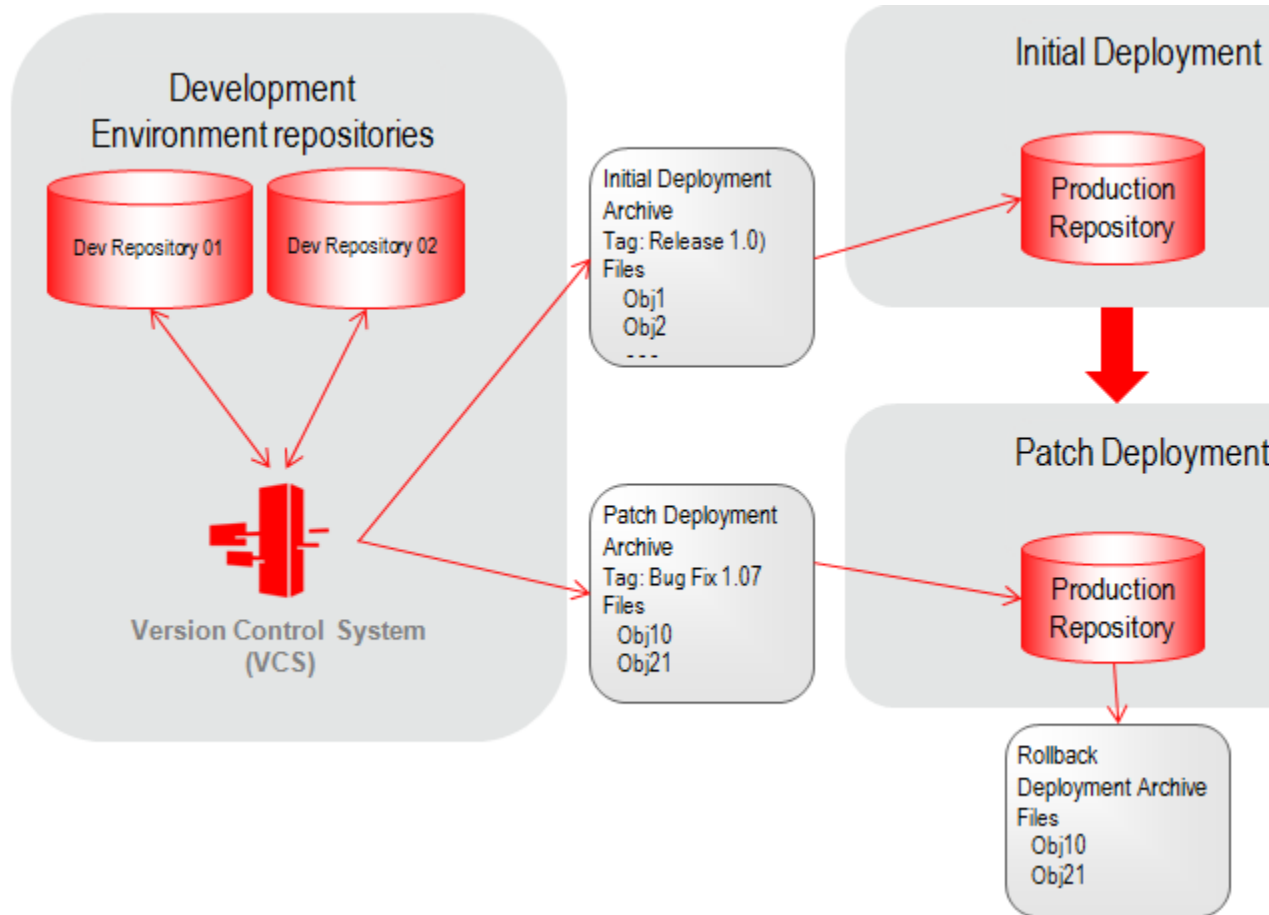 Development
Environment repositories
Dev Repository 01
Dev Repository 02
Version Control System
(VCS)
Initial Deployment
Archive
Tag: Release 1.0)
Files
Obj1
Obj2
- - -
Patch Deployment
Archive
Tag: Bug Fix 1.07
Files
Obj10
Obj21
Initial Deployment
Production
Repository
Patch Deployment
Production
Repository
Rollback
Deployment Archive
Files
Obj10
Obj21